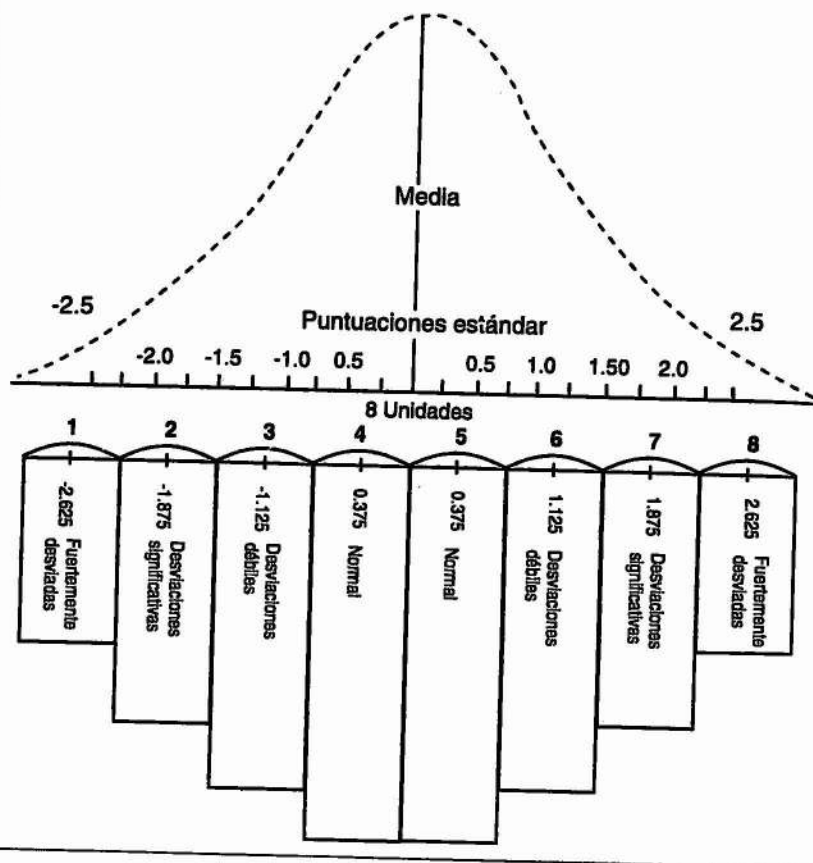 Media
-2.5
2.5
Puntuaciones estándar
-2.0 -1.5 -1.0 0.5 0.5 1.0 1.50 2.0
8 Unidades
1 2 3 4 5 6 7 8
-2.625 Fuertemente
desviadas
-1.875 Desviaciones
significativas
-1.125 Desviaciones
débiles
0.375 Normal
0.375 Normal
1.125 Desviaciones
débiles
1.875 Desviaciones
significativas
2.625 Fuertemente
desviadas